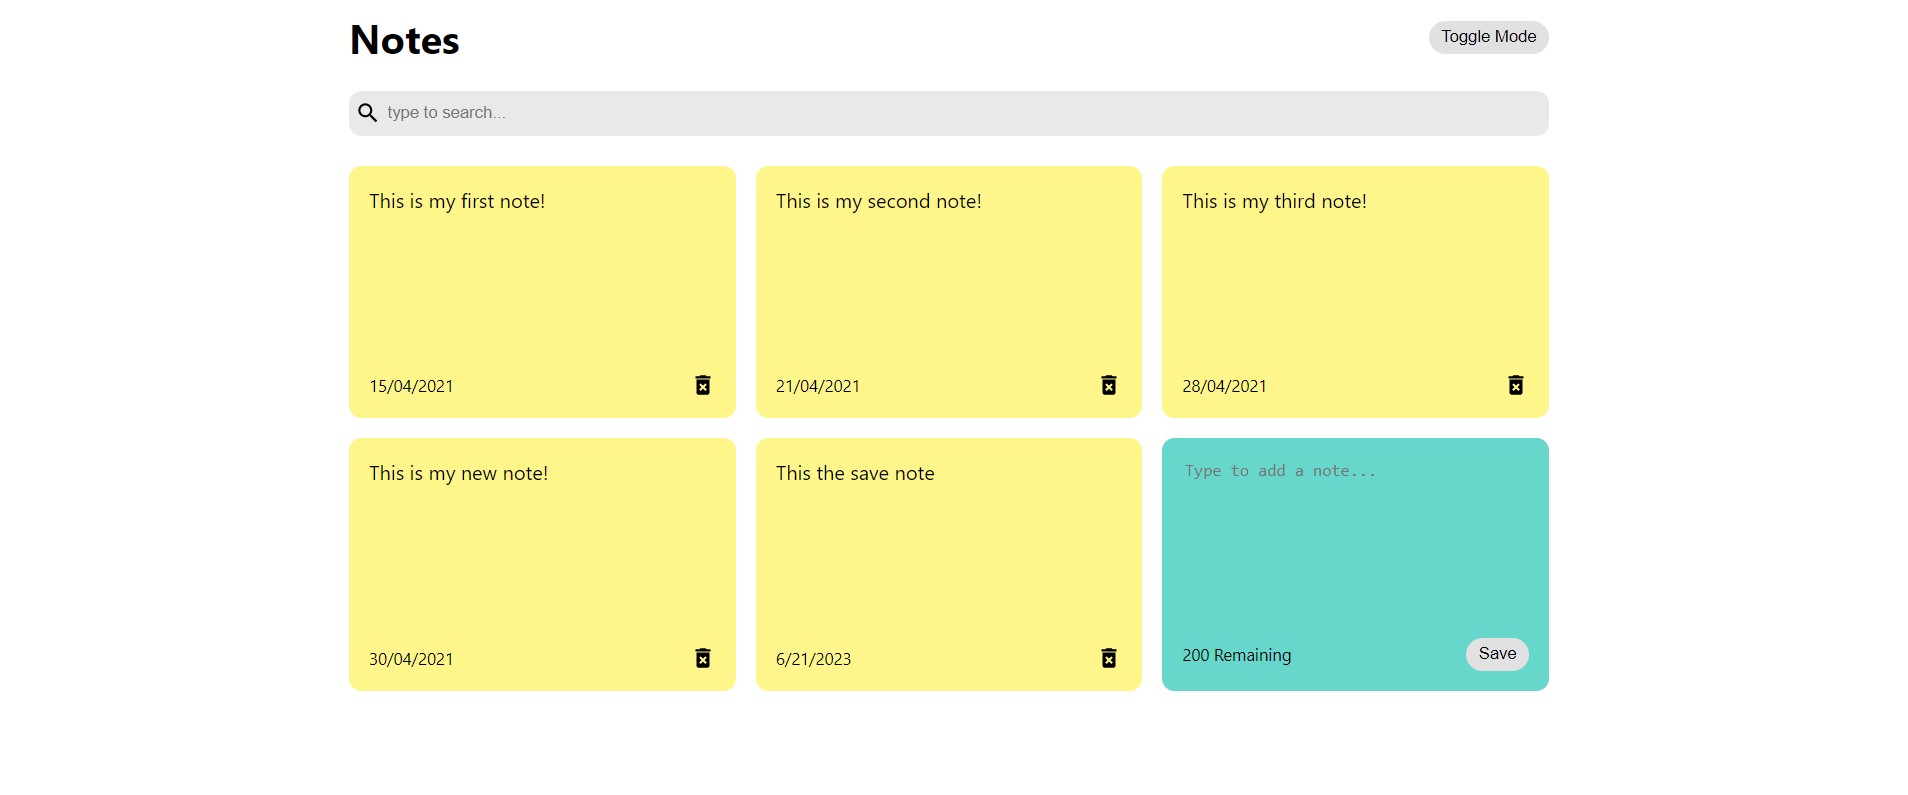 Notes
Toggle Mode
type to search...
This is my first note!
This is my second note!
This is my third note!
15/04/2021
21/04/2021
28/04/2021
This is my new note!
This the save note
Type to add a note...
30/04/2021
6/21/2023
200 Remaining
Save